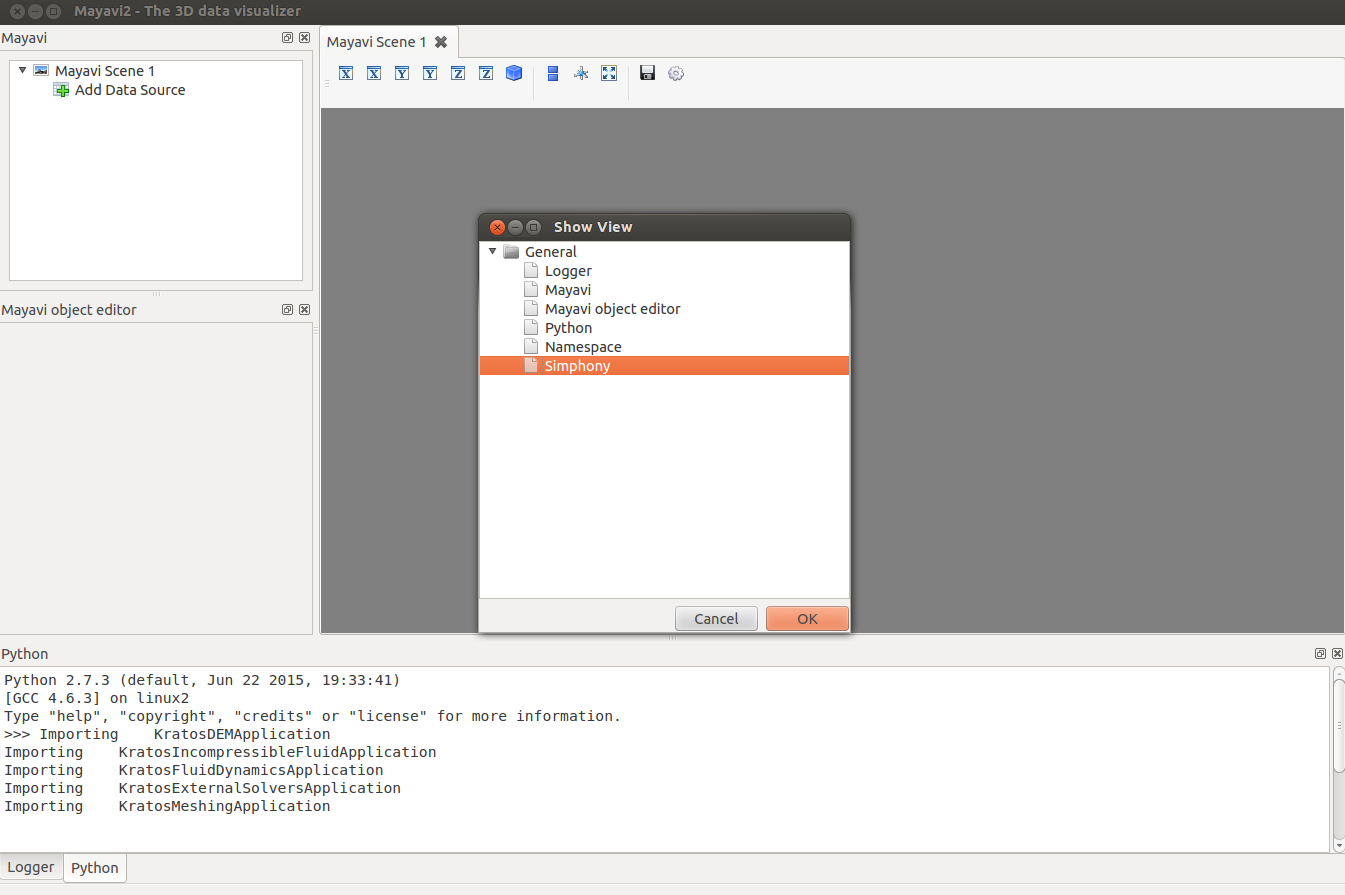 Mayavi2 - The 3D data visualizer
Mayavi
Mayavi Scene 1
Add Data Source
Mayavi object editor
Mayavi Scene 1
X X Y Y Z Z
Show View
General
Logger
Mayavi
Mayavi object editor
Python
Namespace
Simphony
Cancel OK
Python
Python 2.7.3 (default, Jun 22 2015, 19:33:41)
[GCC 4.6.3] on linux2
Type "help", "copyright", "credits" or "license" for more information.
>>> Importing    KratosDEMApplication
Importing    KratosIncompressibleFluidApplication
Importing    KratosFluidDynamicsApplication
Importing    KratosExternalSolversApplication
Importing    KratosMeshingApplication
Logger Python